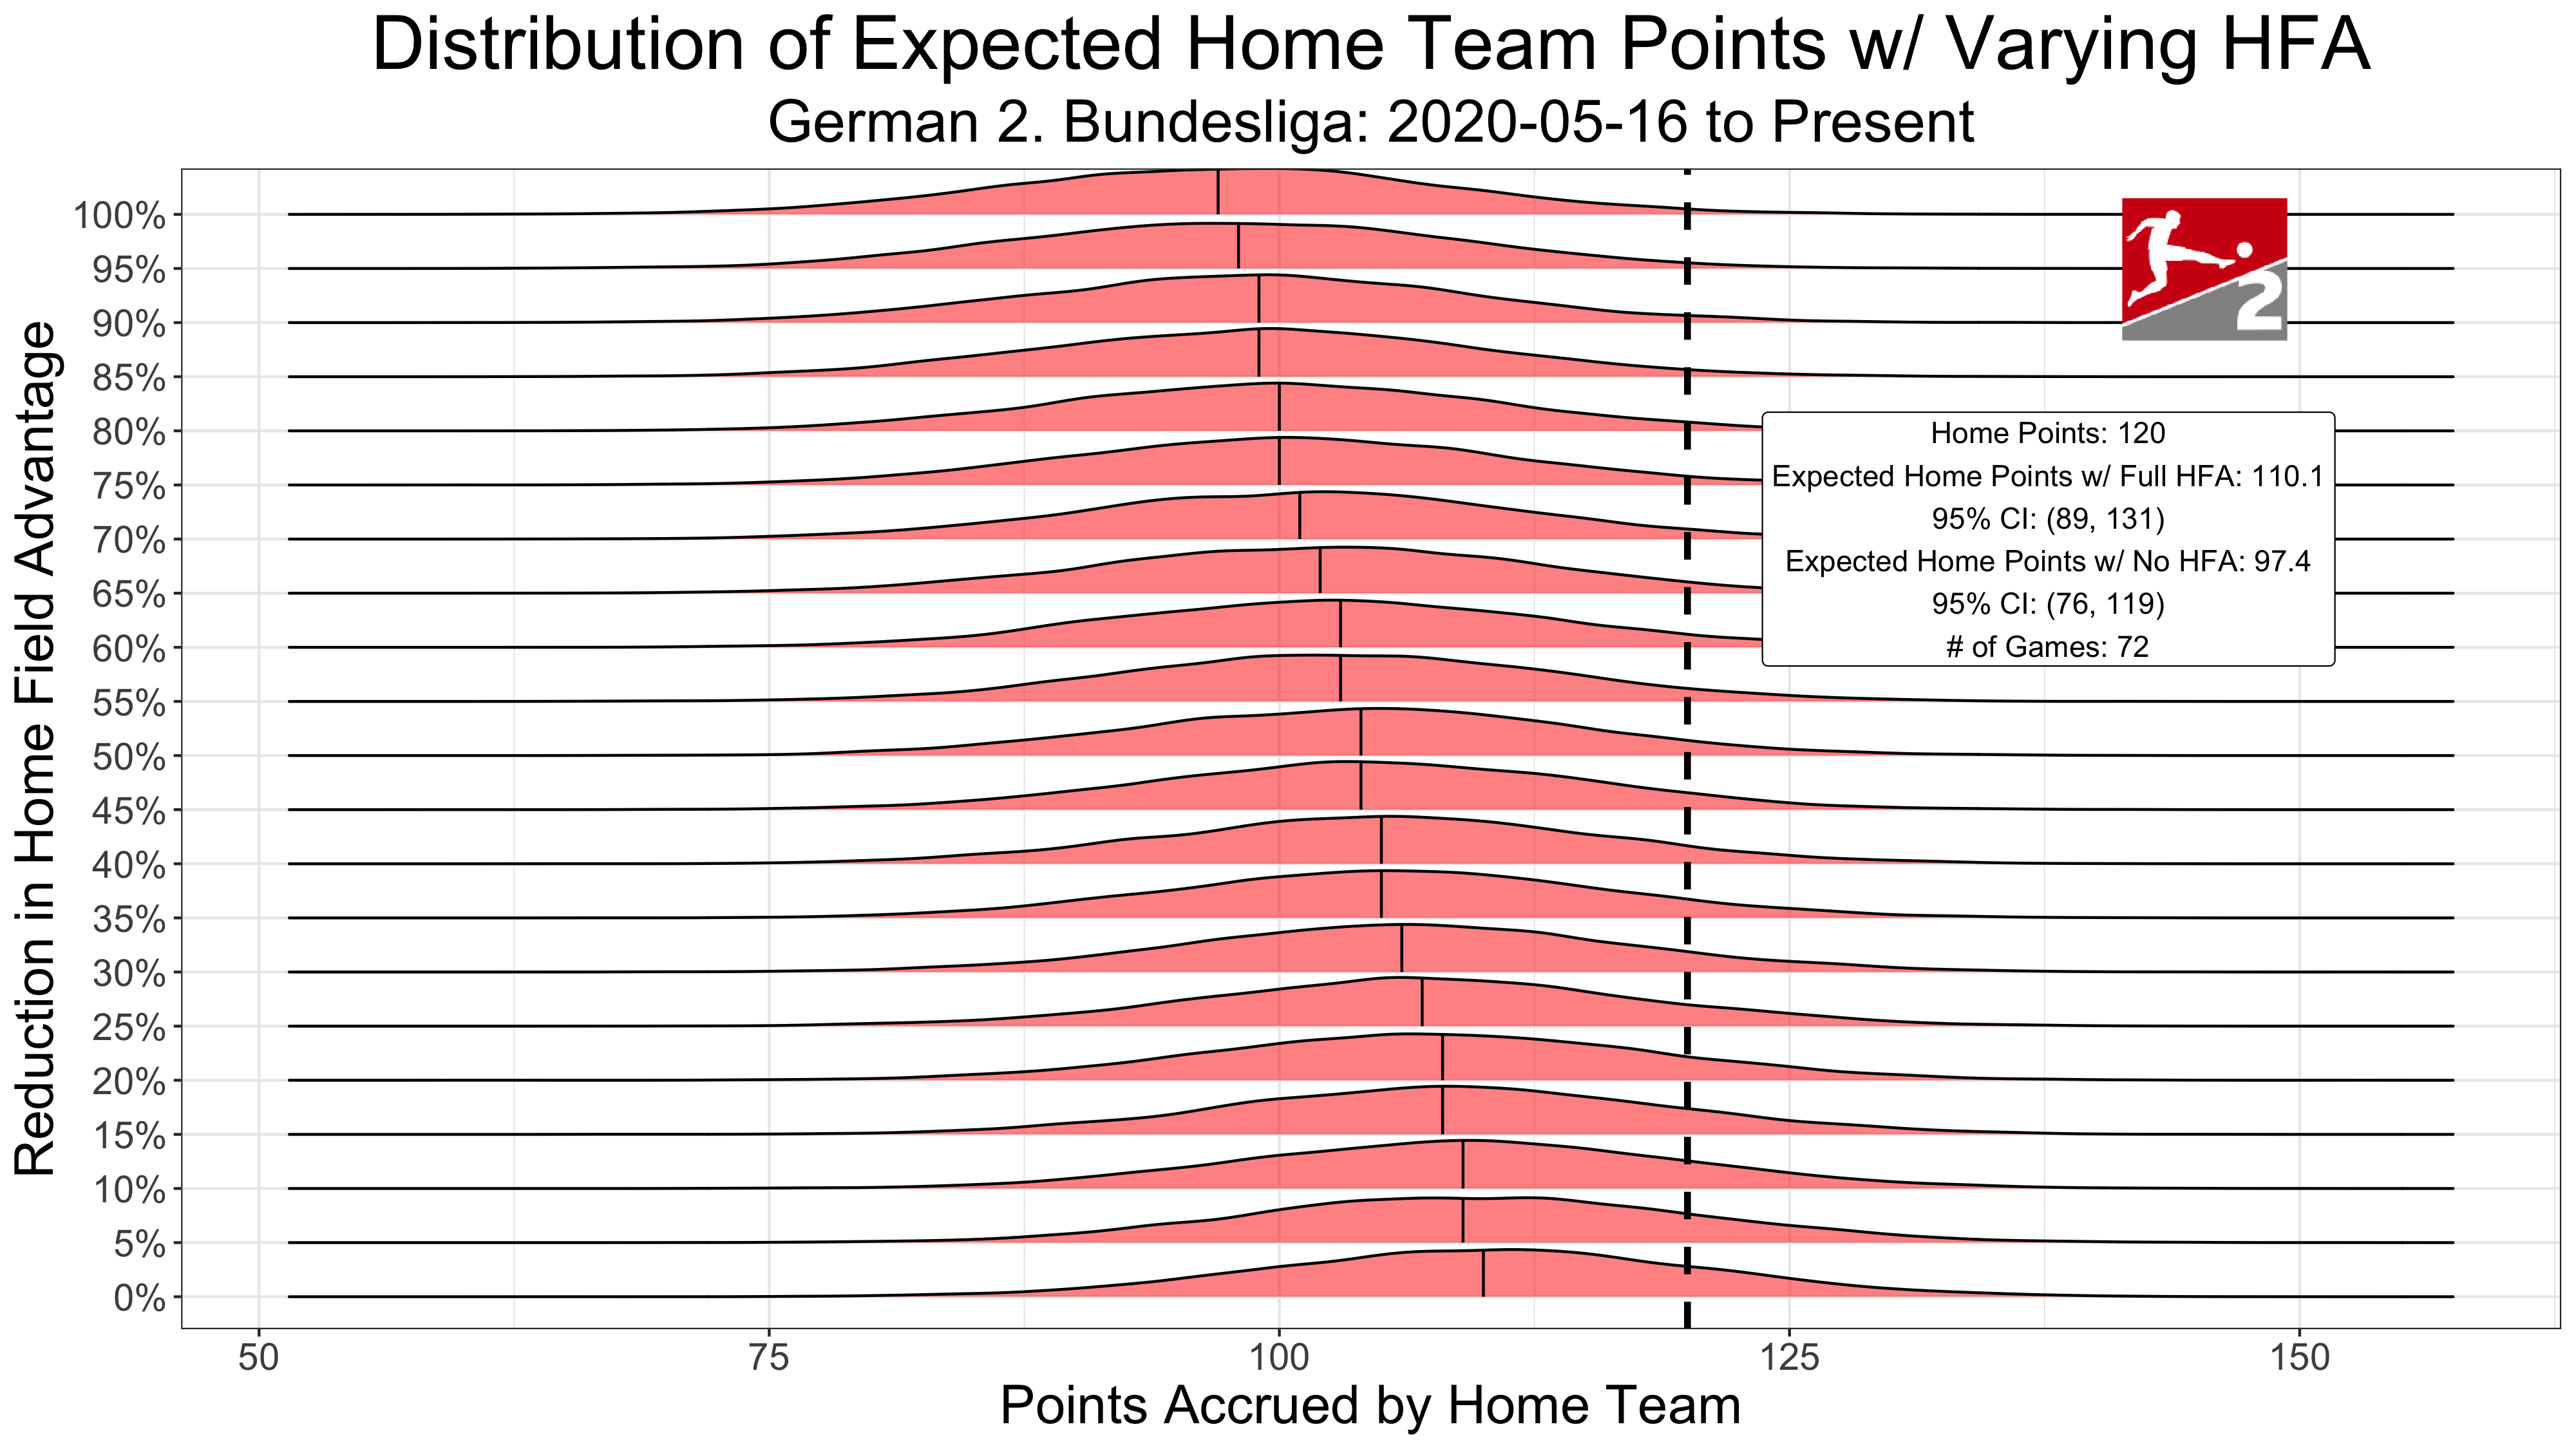 Distribution of Expected Home Team Points w/ Varying HFA
German 2. Bundesliga: 2020-05-16 to Present
Reduction in Home Field Advantage
100%
95%
90%
85%
80%
75%
70%
65%
60%
55%
50%
45%
40%
35%
30%
25%
20%
15%
10%
5%
0%
2
Home Points: 120
Expected Home Points w/ Full HFA: 110.1
95% CI: (89, 131)
Expected Home Points w/ No HFA: 97.4
95% CI: (76, 119)
# of Games: 72
50 75 100 125 150
Points Accrued by Home Team